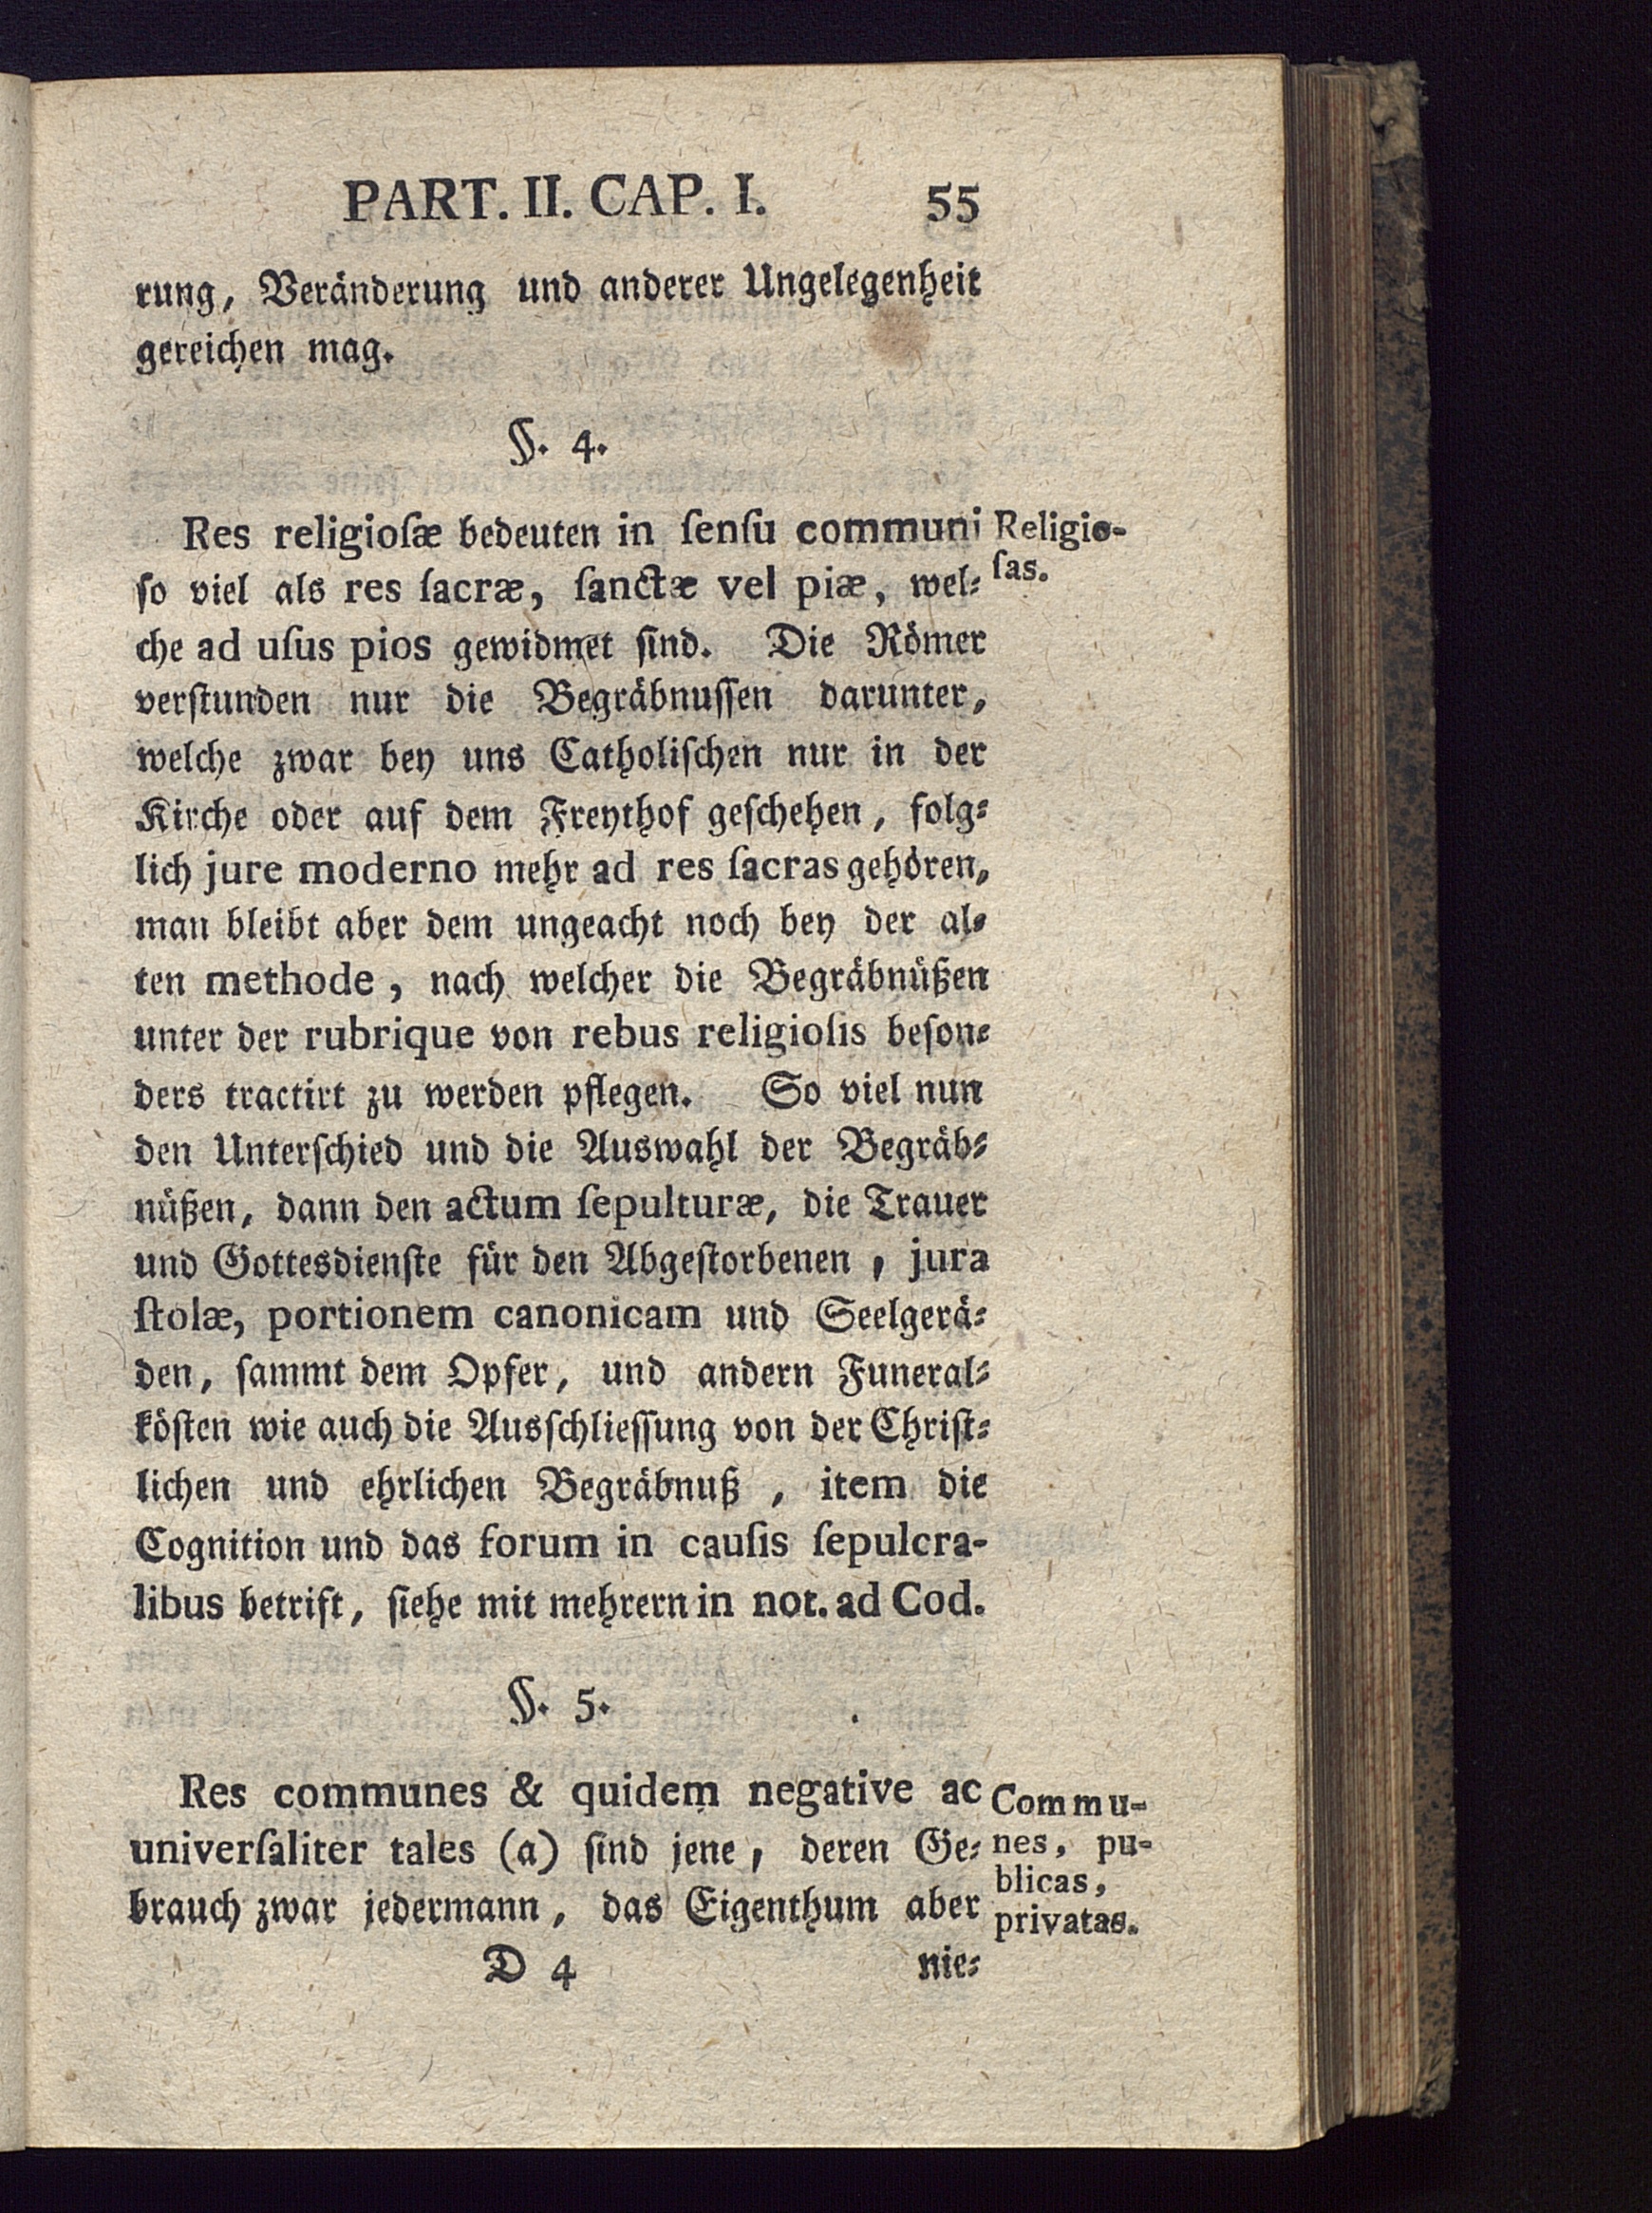 PART. II. CAP. I. 55
rung, Veränderung und anderer Ungelegenheit
gereichen mag.
§. 4.
Res religioſæ bedeuten in ſenſu communi
ſo viel als res ſacræ, ſanctæ vel piæ, wel⸗
che ad uſus pios gewidmet ſind. Die Römer
verſtunden nur die Begräbnuſſen darunter,
welche zwar bey uns Catholiſchen nur in der
Kirche oder auf dem Freythof geſchehen, folg⸗
lich jure moderno mehr ad res ſacras gehören,
man bleibt aber dem ungeacht noch bey der al⸗
ten methode, nach welcher die Begräbnüßen
unter der rubrique von rebus religioſis beſon⸗
ders tractirt zu werden pflegen. So viel nun
den Unterſchied und die Auswahl der Begräb⸗
nüßen, dann den actum ſepulturæ, die Trauer
und Gottesdienſte für den Abgeſtorbenen, jura
ſtolæ, portionem canonicam und Seelgerä⸗
den, ſammt dem Opfer, und andern Funeral⸗
köſten wie auch die Ausſchlieſſung von der Chriſt⸗
lichen und ehrlichen Begräbnuß, item die
Cognition und das forum in cauſis ſepulcra-
libus betrift, ſiehe mit mehrern in not. ad Cod.
Religio-
ſas.
§. 5.
Res communes & quidem negative ac
univerſaliter tales (a) ſind jene, deren Ge⸗
brauch zwar jedermann, das Eigenthum aber
Commu-
nes, pu-
blicas,
privatas.
D 4 nie⸗